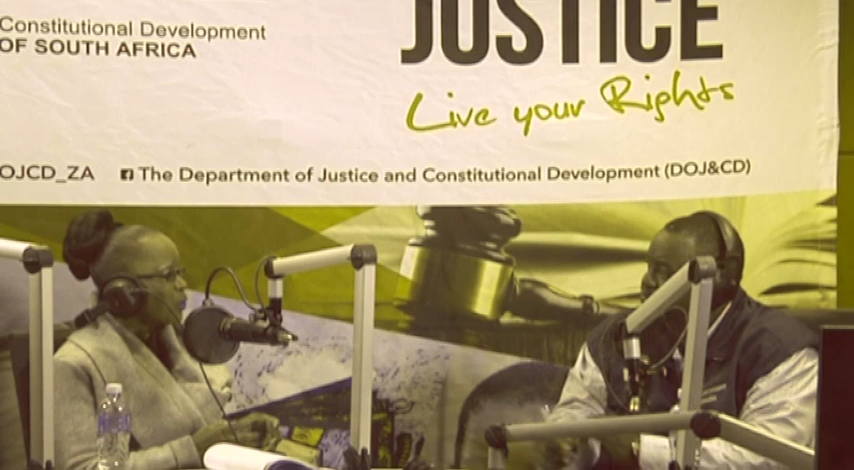 Constitutional Development
OF SOUTH AFRICA
JUSTICE
Live your Rights
OJCD_ZA
The Department of Justice and Constitutional Development (DOJ&CD)